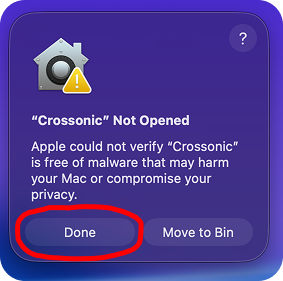 ?
“Crossonic” Not Opened
Apple could not verify “Crossonic”
is free of malware that may harm
your Mac or compromise your
privacy.
Done
Move to Bin